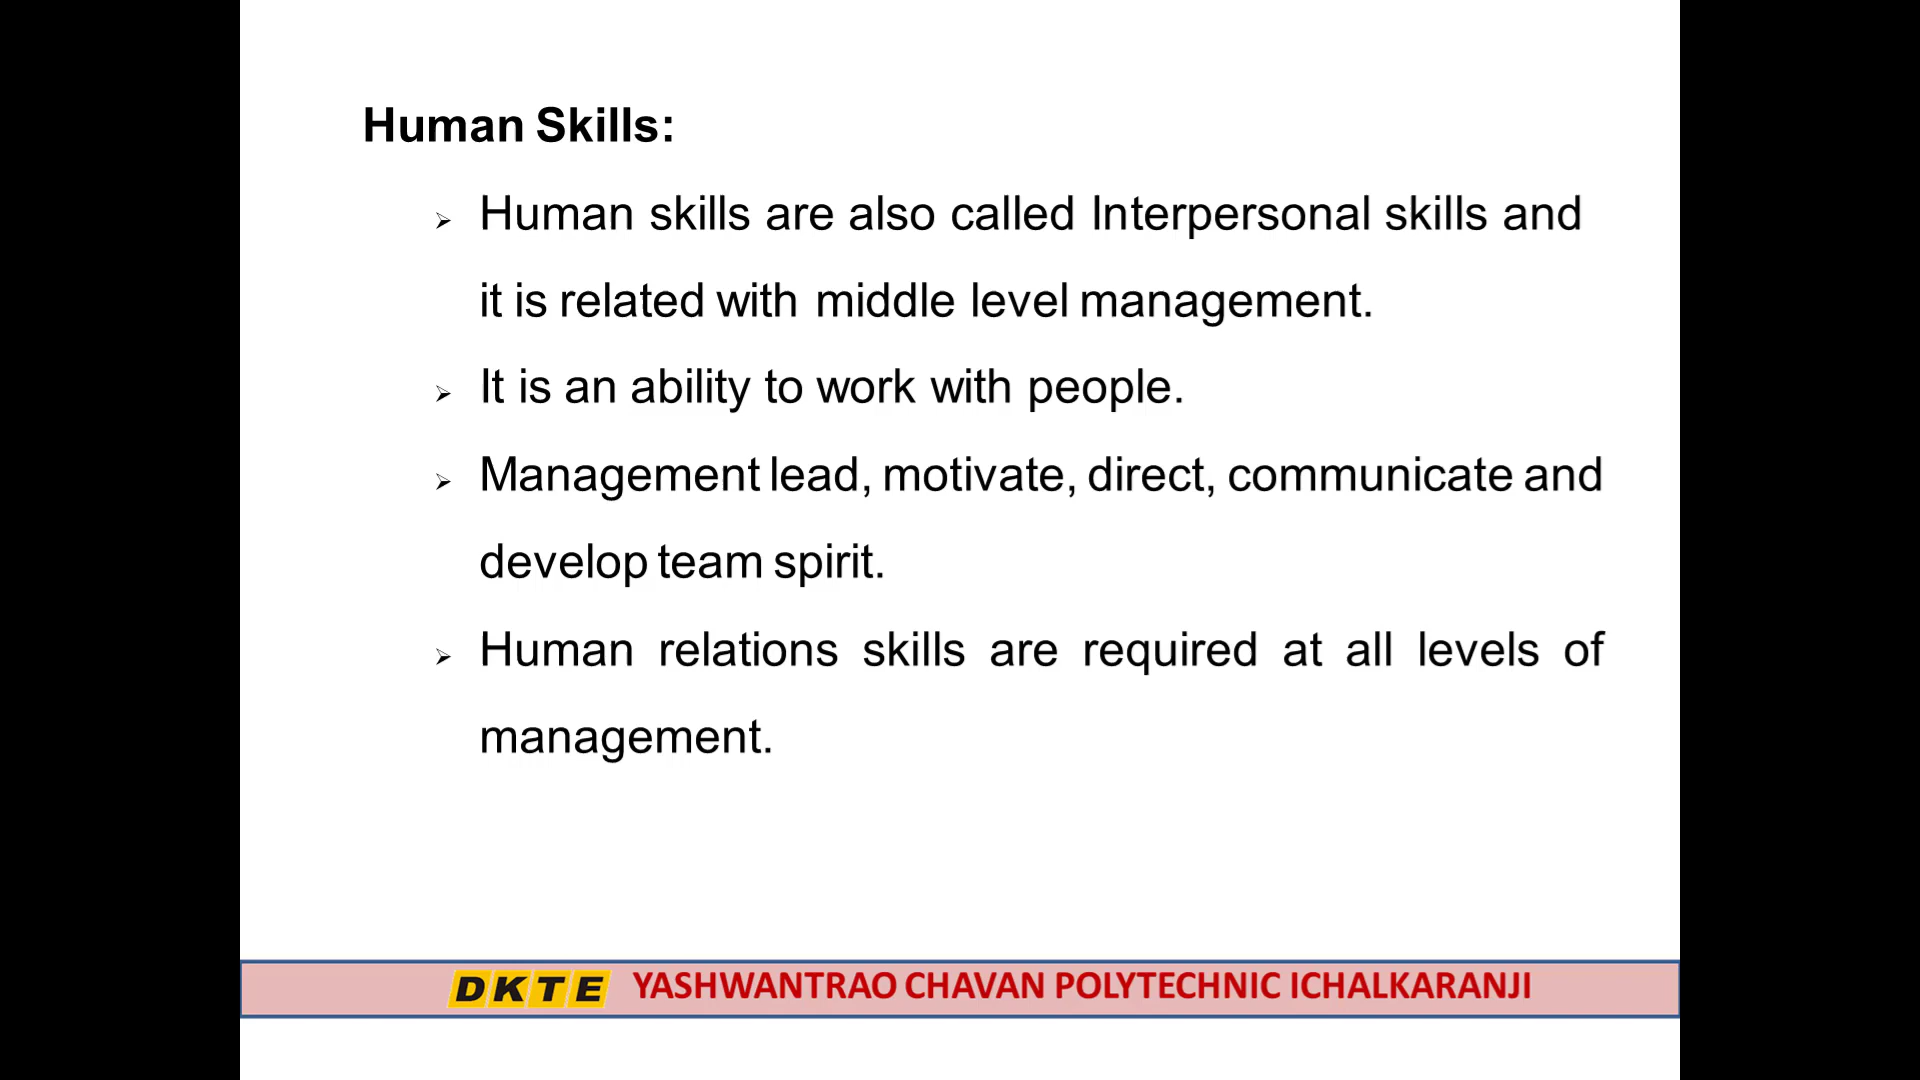 Human Skills:
➢ Human skills are also called Interpersonal skills and
it is related with middle level management.
➢ It is an ability to work with people.
➢ Management lead, motivate, direct, communicate and
develop team spirit.
➢ Human relations skills are required at all levels of
management.
DKTE YASHWANTRAO CHAVAN POLYTECHNIC ICHALKARANJI